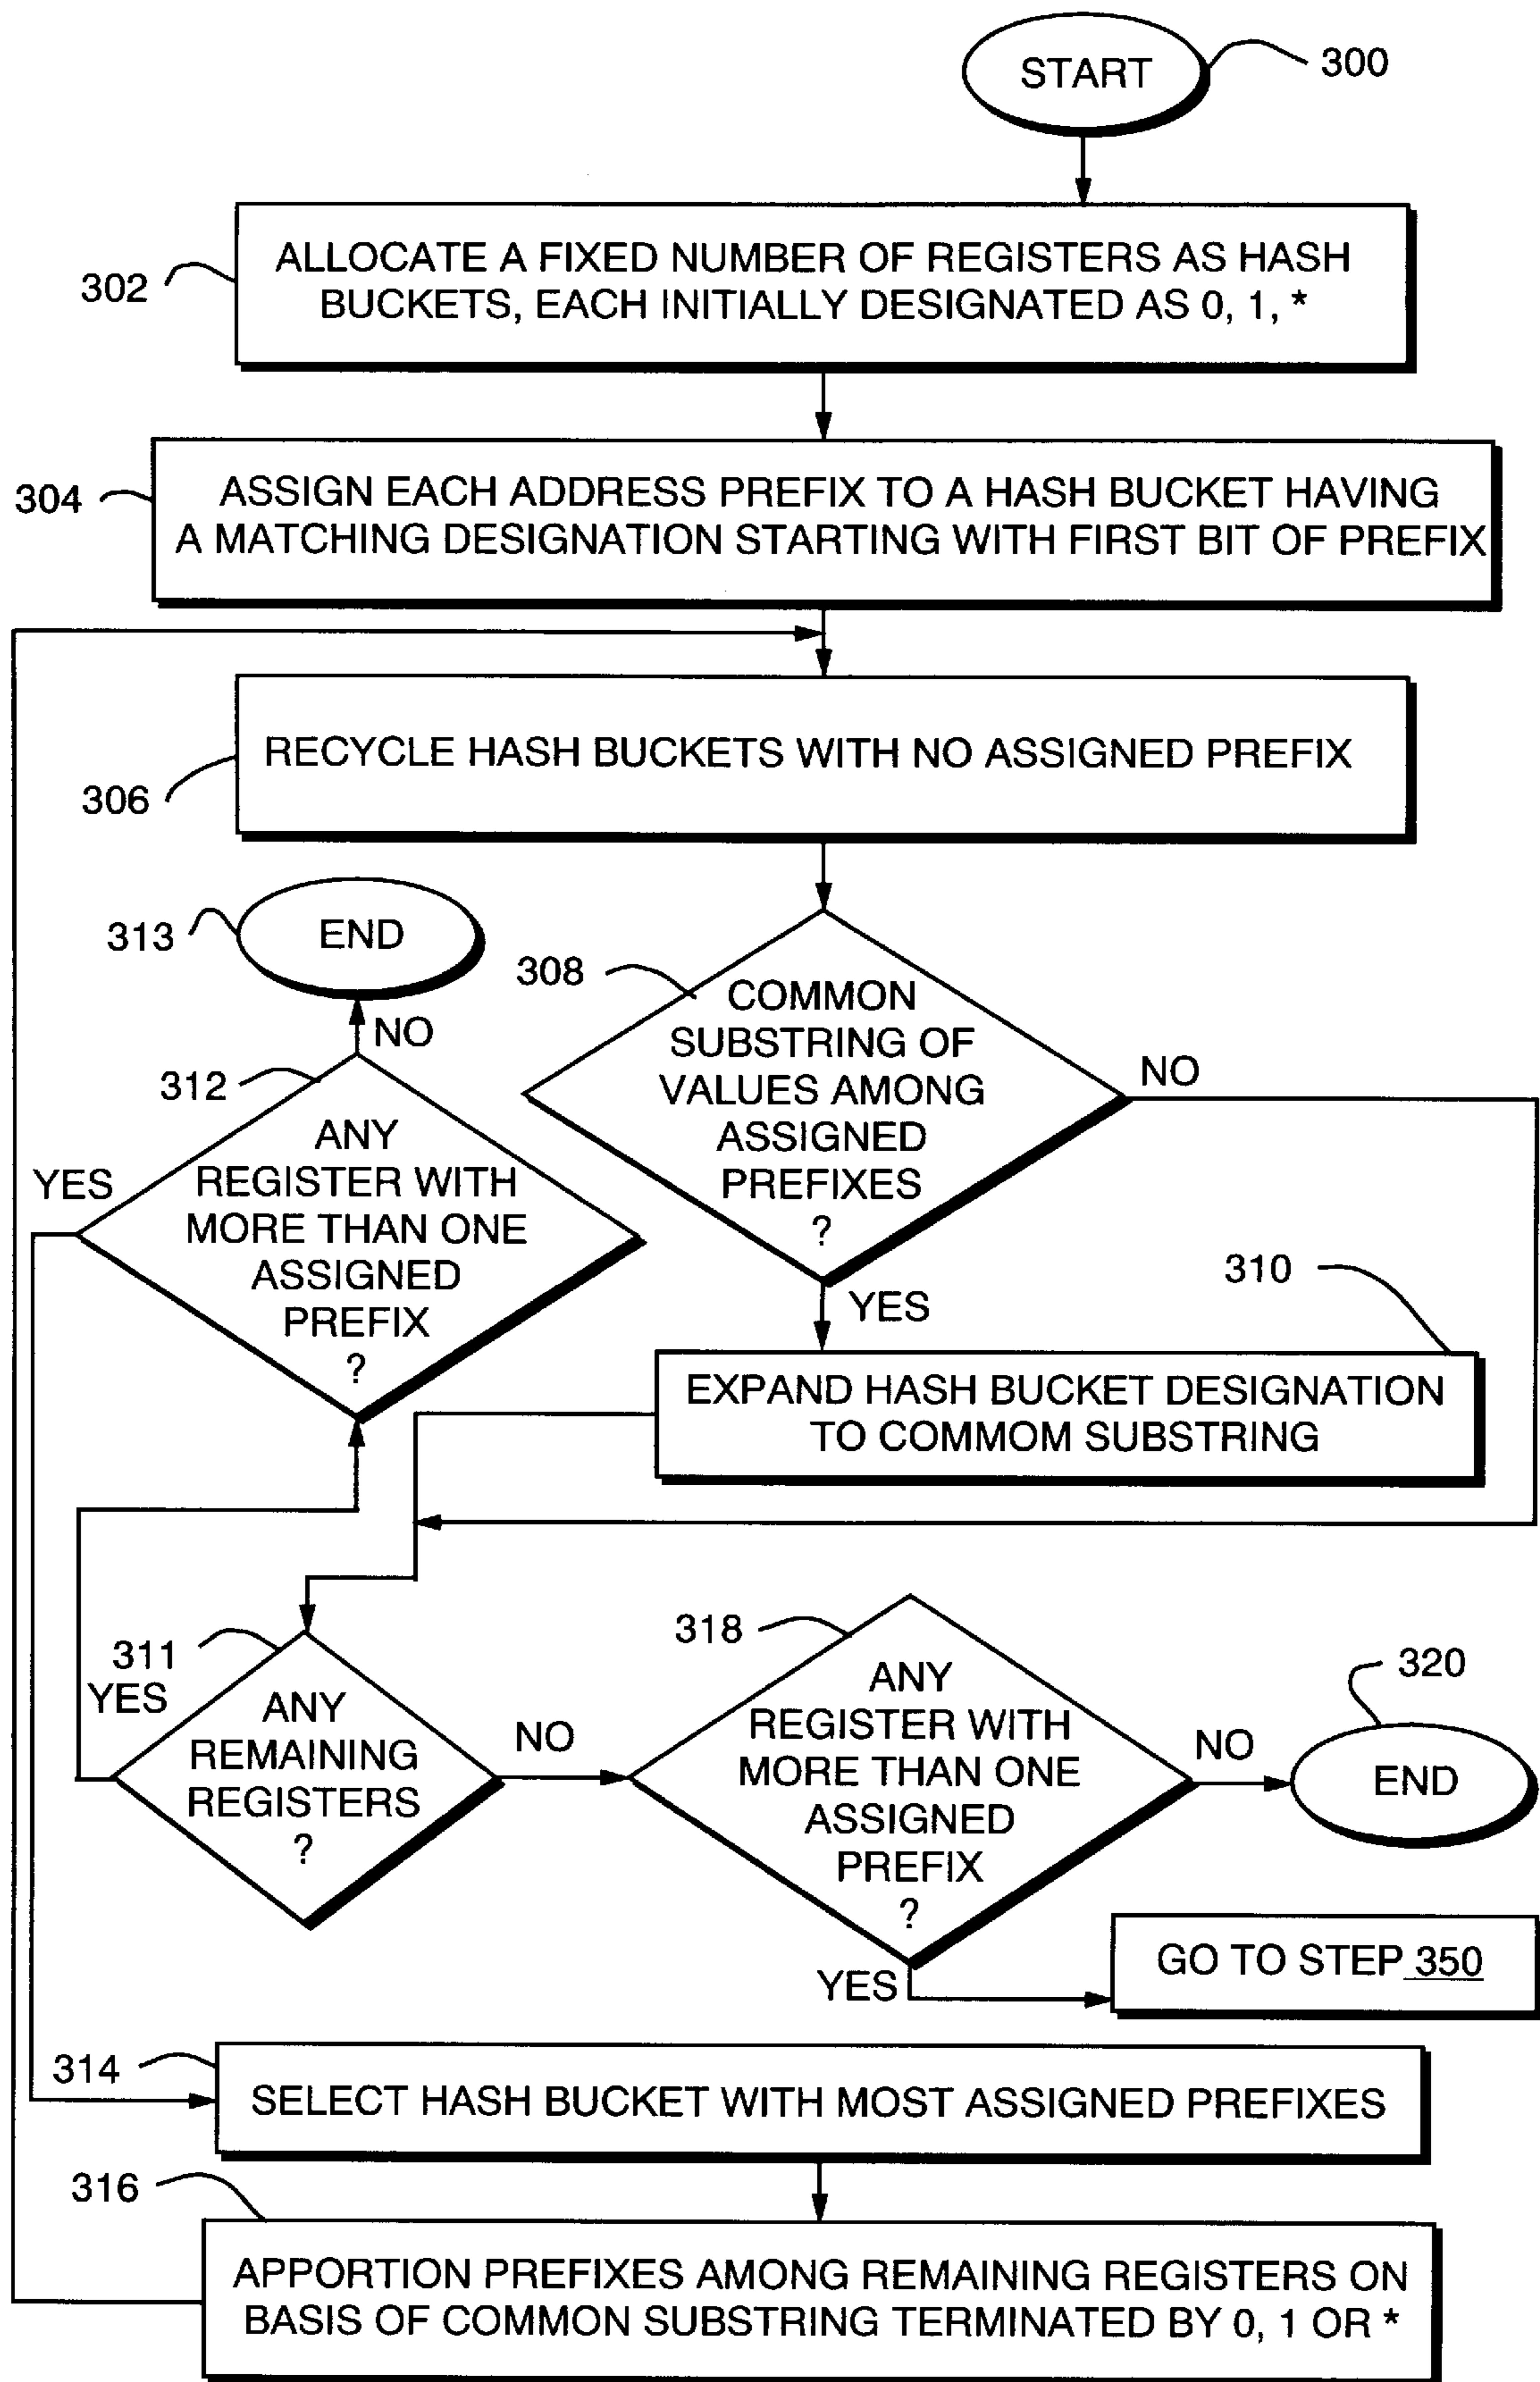 START
300
302
ALLOCATE A FIXED NUMBER OF REGISTERS AS HASH
BUCKETS, EACH INITIALLY DESIGNATED AS 0, 1, *
304
ASSIGN EACH ADDRESS PREFIX TO A HASH BUCKET HAVING
A MATCHING DESIGNATION STARTING WITH FIRST BIT OF PREFIX
RECYCLE HASH BUCKETS WITH NO ASSIGNED PREFIX
306
313
END
308
COMMON
SUBSTRING OF
VALUES AMONG
ASSIGNED
PREFIXES
?
NO
YES
NO
312
ANY
REGISTER WITH
MORE THAN ONE
ASSIGNED
PREFIX
?
YES
310
EXPAND HASH BUCKET DESIGNATION
TO COMMOM SUBSTRING
311
YES
ANY
REMAINING
REGISTERS
?
NO
318
ANY
REGISTER WITH
MORE THAN ONE
ASSIGNED
PREFIX
?
NO
320
END
YES
GO TO STEP 350
314
SELECT HASH BUCKET WITH MOST ASSIGNED PREFIXES
316
APPORTION PREFIXES AMONG REMAINING REGISTERS ON
BASIS OF COMMON SUBSTRING TERMINATED BY 0, 1 OR *